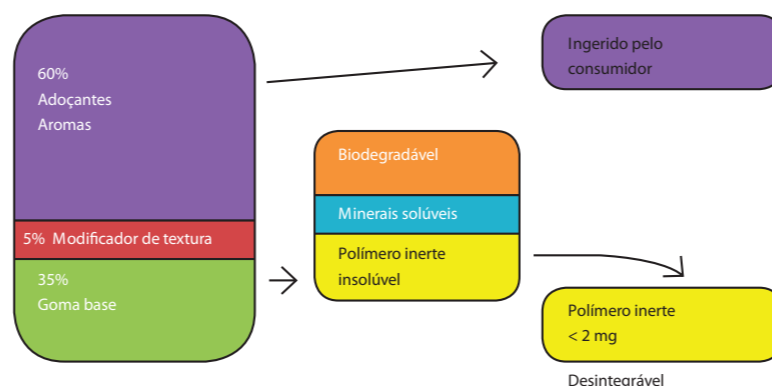 60%
Adoçantes
Aromas
5% Modificador de textura
35%
Goma base
Biodegradável
Minerais solúveis
Polímero inerte
insolúvel
Ingerido pelo
consumidor
Polímero inerte
< 2 mg
Desintegrável